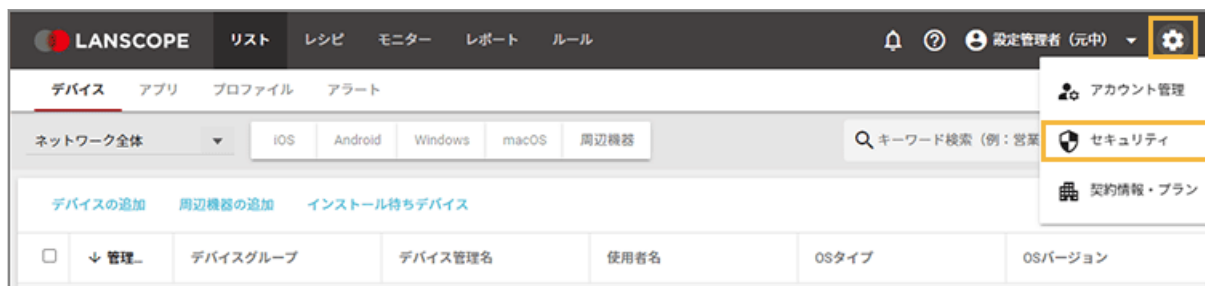 LANSCOPE リスト レシピ モニター レポート ルール 設定管理者（元中）
デバイス アプリ プロファイル アラート
アカウント管理
ネットワーク全体 iOS Android Windows macOS 周辺機器 キーワード検索（例：営業
セキュリティ
契約情報・プラン
デバイスの追加 周辺機器の追加 インストール待ちデバイス
管理... デバイスグループ デバイス管理名 使用者名 OSタイプ OSバージョン